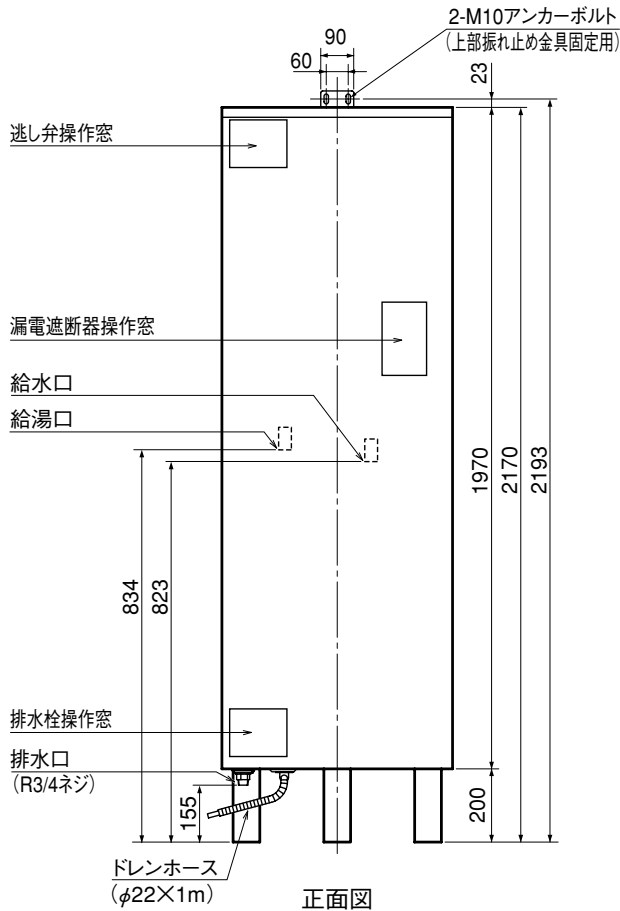 2-M10アンカーボルト
(上部振れ止め金具固定用)
90
60
23
逃し弁操作窓
漏電遮断器操作窓
給水口
給湯口
1970
2170
2193
834
823
排水栓操作窓
排水口
(R3/4ネジ)
155
200
ドレンホース
(φ22×1m)
正面図